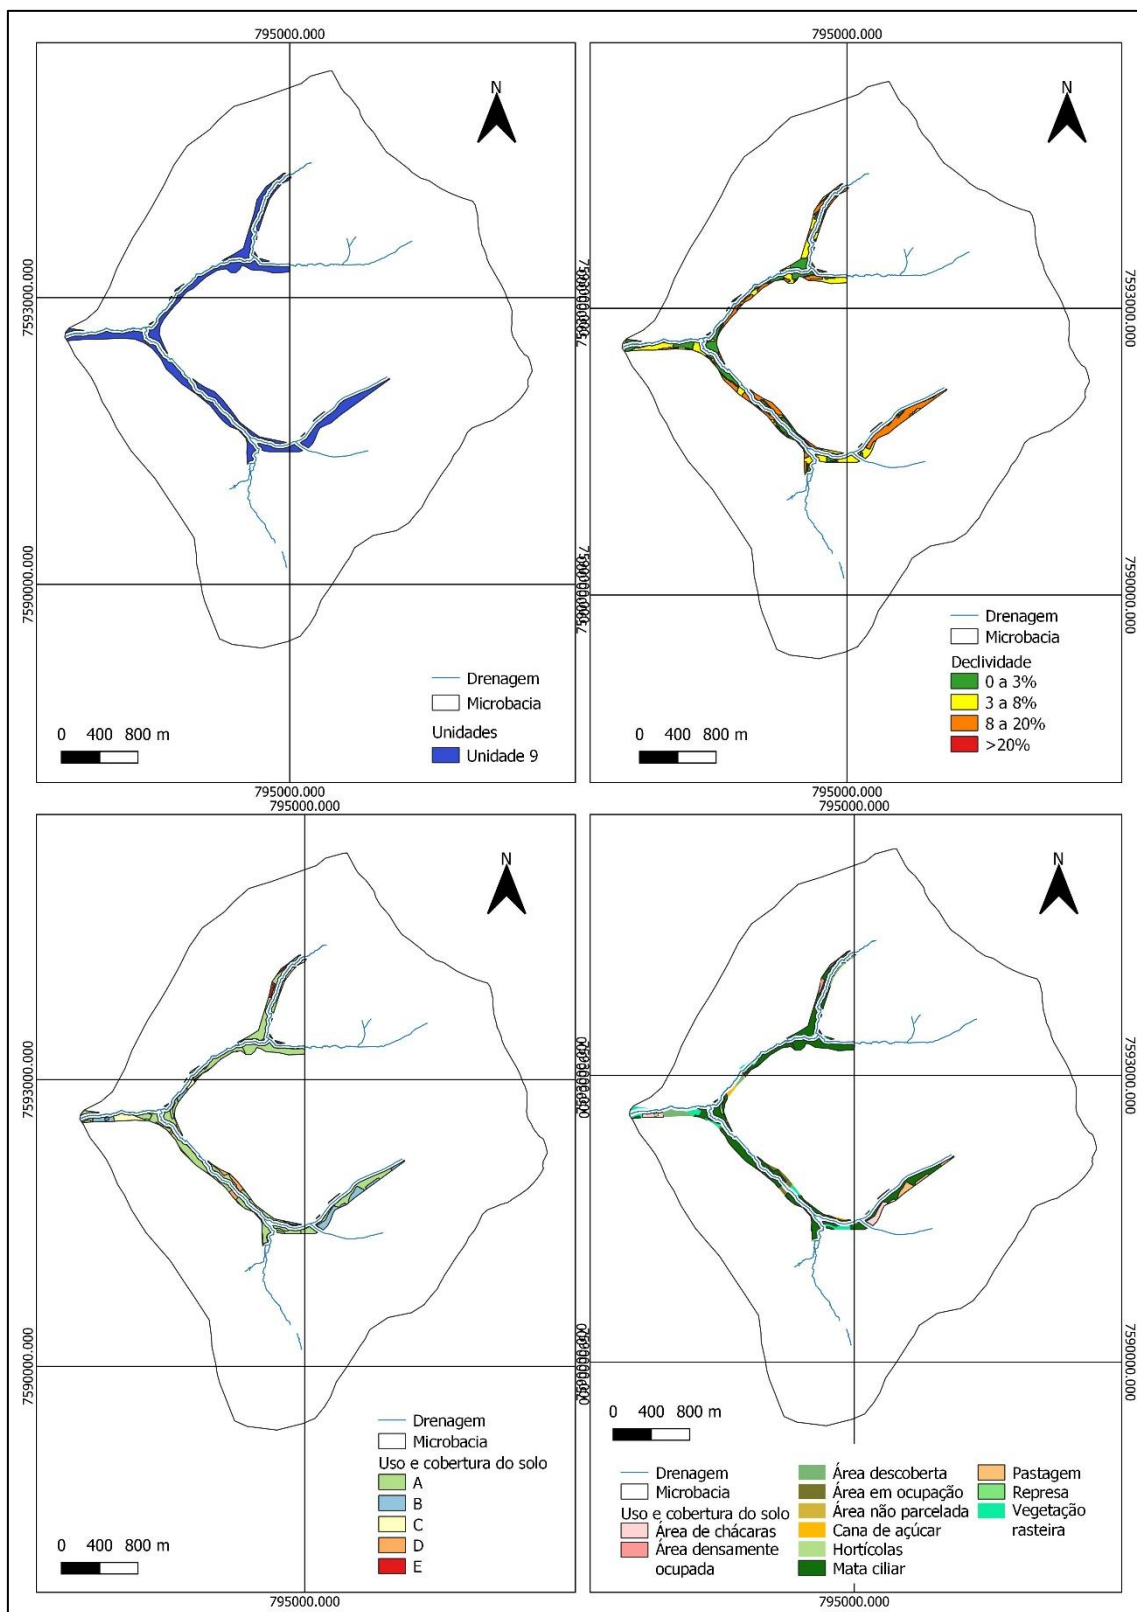 795000.000
795000.000
N
N
7593000.000
7593000.000
7590000.000
7590000.000
Drenagem
Microbacia
Unidades
Unidade 9
0 400 800 m
Drenagem
Microbacia
Declividade
0 a 3%
3 a 8%
8 a 20%
>20%
0 400 800 m
795000.000
795000.000
795000.000
N
N
7593000.000
7593000.000
7590000.000
7590000.000
Drenagem
Microbacia
Uso e cobertura do solo
A
B
C
D
E
0 400 800 m
795000.000
0 400 800 m
Drenagem
Microbacia
Uso e cobertura do solo
Área de chácaras
Área densamente
ocupada
Área descoberta
Área em ocupação
Área não parcelada
Cana de açúcar
Hortícolas
Mata ciliar
Pastagem
Represa
Vegetação
rasteira
795000.000